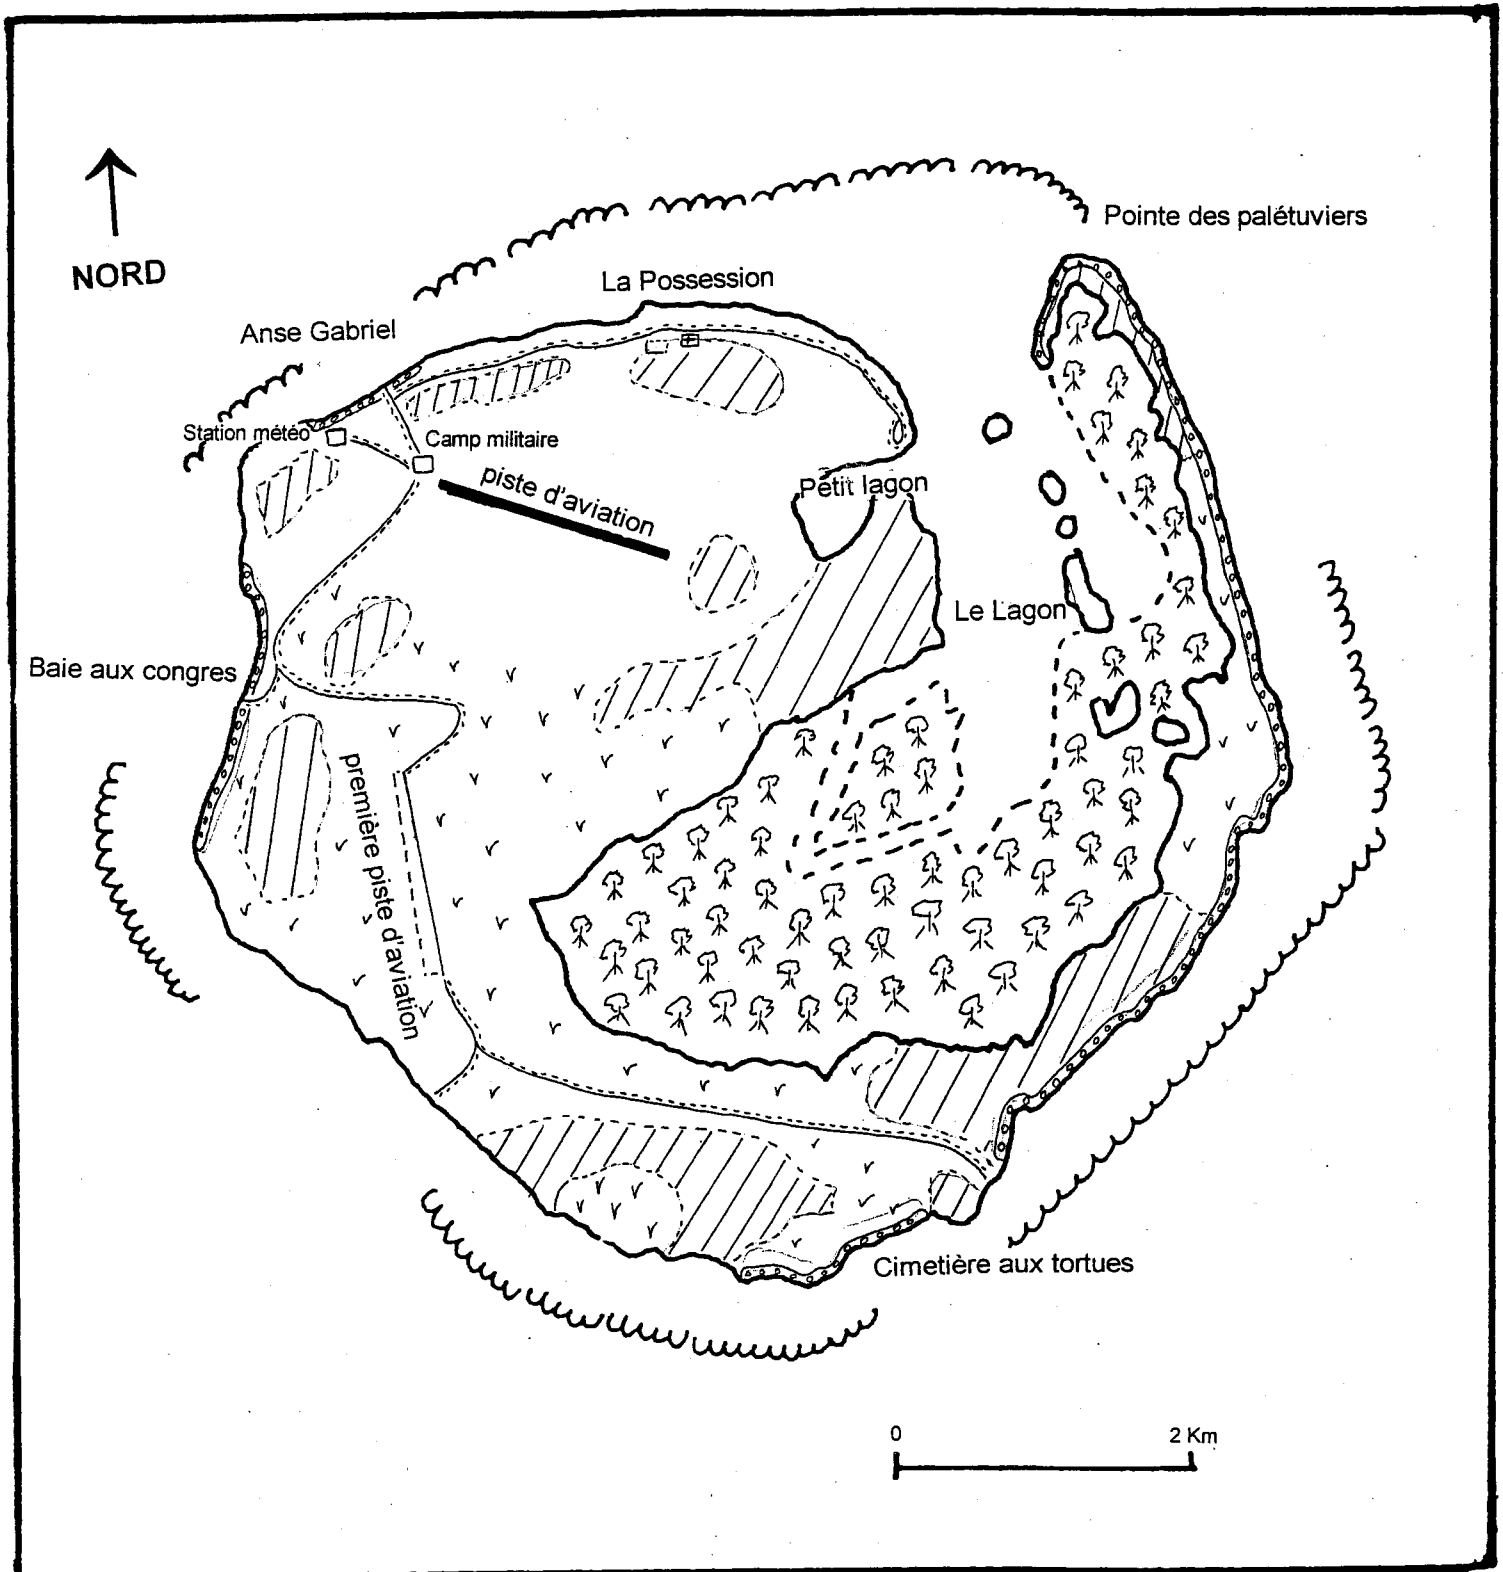 Pointe des palétuviers
NORD
La Possession
Anse Gabriel
Station météo
Camp militaire
piste d'aviation
Pétit lagon
Le Lagon
Baie aux congres
première piste d'aviation
Cimetière aux tortues
0
2 Km